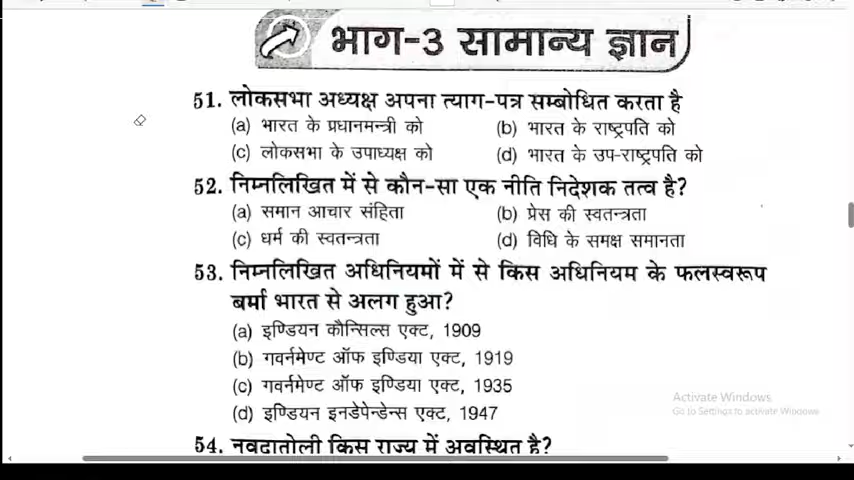 भाग-3 सामान्य ज्ञान
51. लोकसभा अध्यक्ष अपना त्याग-पत्र सम्बोधित करता है
(a) भारत के प्रधानमन्त्री को (b) भारत के राष्ट्रपति को
(c) लोकसभा के उपाध्यक्ष को (d) भारत के उप-राष्ट्रपति को
52. निम्नलिखित में से कौन-सा एक नीति निदेशक तत्व है?
(a) समान आचार संहिता (b) प्रेस की स्वतन्त्रता
(c) धर्म की स्वतन्त्रता (d) विधि के समक्ष समानता
53. निम्नलिखित अधिनियमों में से किस अधिनियम के फलस्वरूप
बर्मा भारत से अलग हुआ?
(a) इण्डियन कौन्सिल्स एक्ट, 1909
(b) गवर्नमेण्ट ऑफ इण्डिया एक्ट, 1919
(c) गवर्नमेण्ट ऑफ इण्डिया एक्ट, 1935
(d) इण्डियन इनडेपेन्डेन्स एक्ट, 1947
Activate Windows
Go to Settings to activate Windows
54. नवदातोली किस राज्य में अवस्थित है?